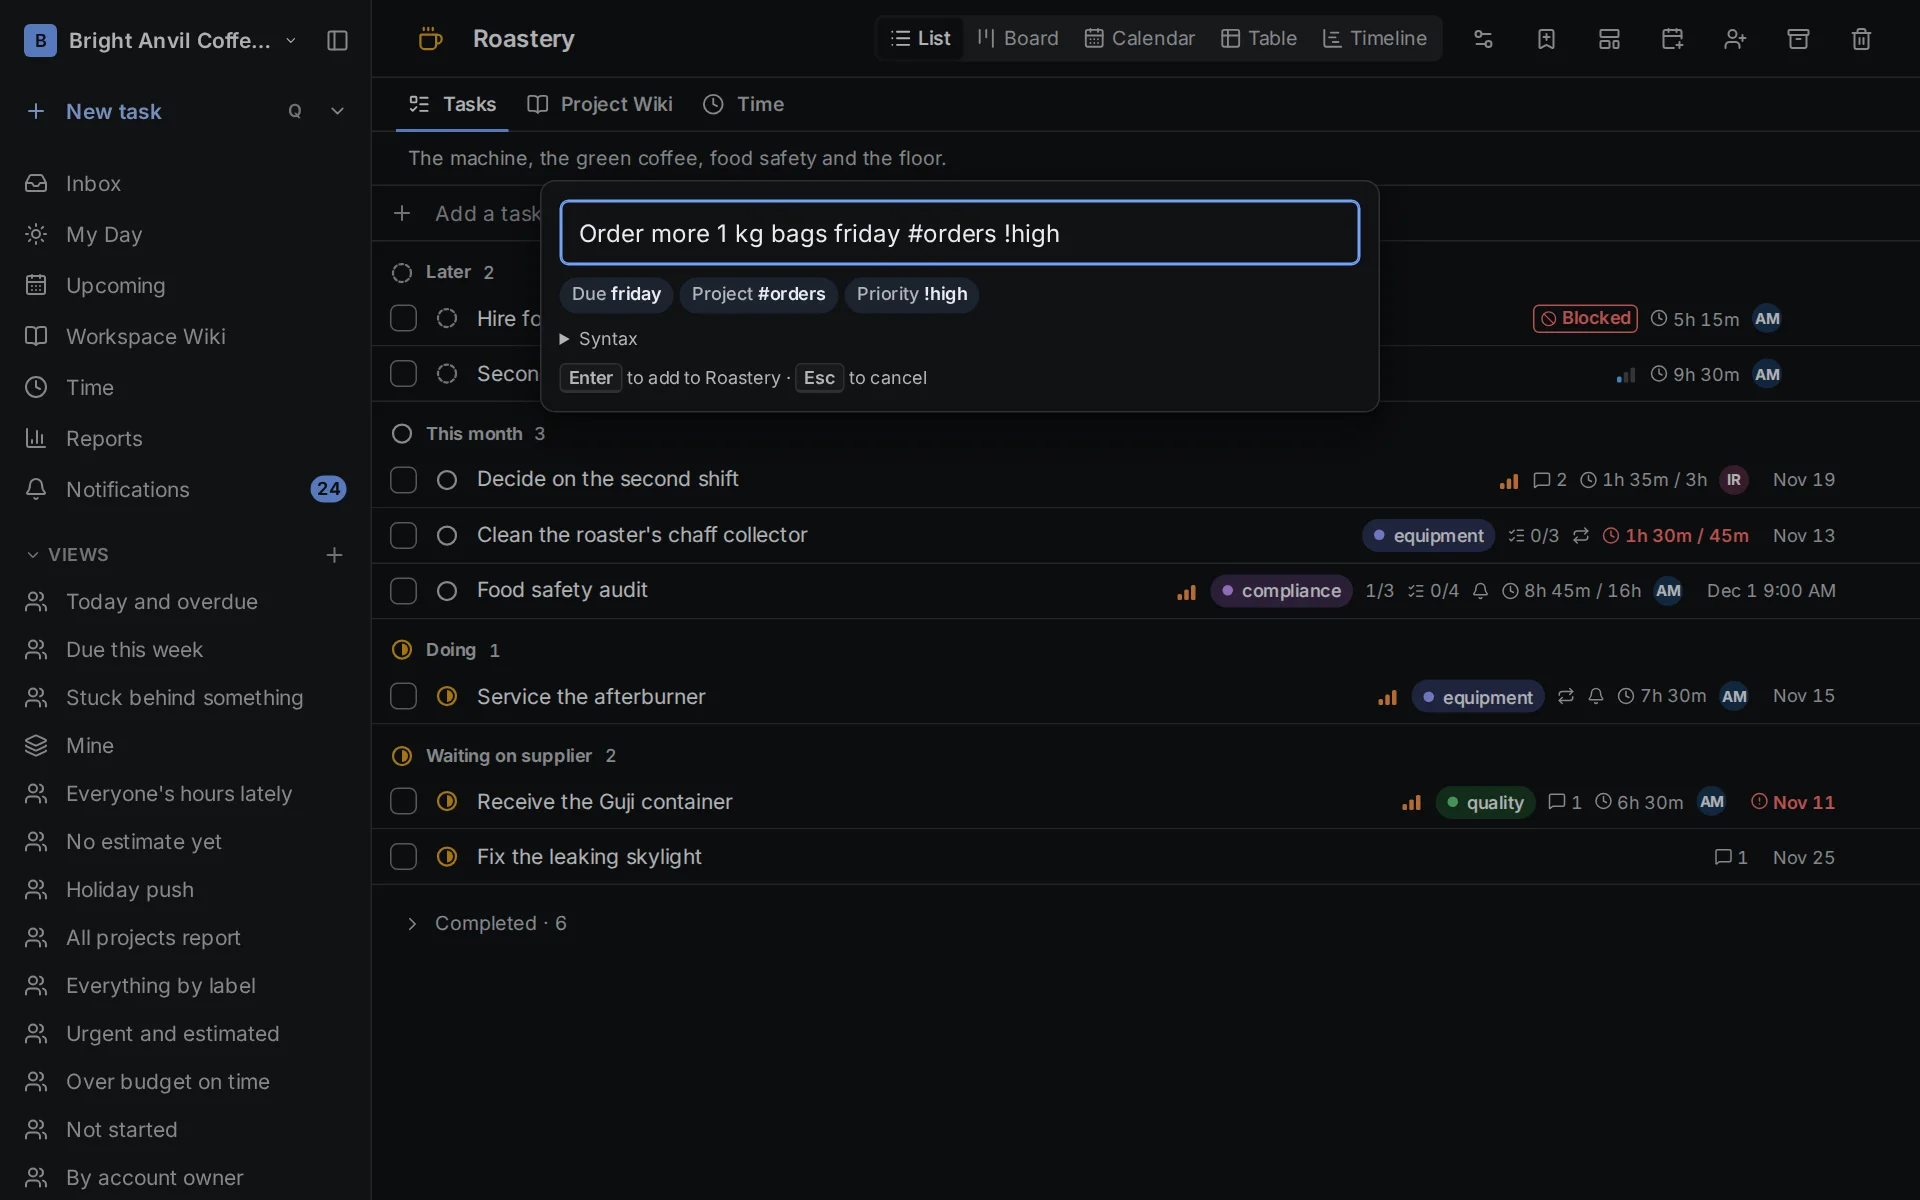 B Bright Anvil Coffe...
New task Q
Inbox
My Day
Upcoming
Workspace Wiki
Time
Reports
Notifications 24
VIEWS
Today and overdue
Due this week
Stuck behind something
Mine
Everyone's hours lately
No estimate yet
Holiday push
All projects report
Everything by label
Urgent and estimated
Over budget on time
Not started
By account owner
Roastery
List Board Calendar Table Timeline
Tasks Project Wiki Time
The machine, the green coffee, food safety and the floor.
Add a task
Order more 1 kg bags friday #orders !high
Due friday Project #orders Priority !high
Syntax
Enter to add to Roastery · Esc to cancel
Later 2
Hire fo
Blocked 5h 15m AM
Secon
9h 30m AM
This month 3
Decide on the second shift 2 1h 35m / 3h IR Nov 19
Clean the roaster's chaff collector equipment 0/3 1h 30m / 45m Nov 13
Food safety audit compliance 1/3 0/4 8h 45m / 16h AM Dec 1 9:00 AM
Doing 1
Service the afterburner equipment 7h 30m AM Nov 15
Waiting on supplier 2
Receive the Guji container quality 1 6h 30m AM Nov 11
Fix the leaking skylight 1 Nov 25
Completed · 6